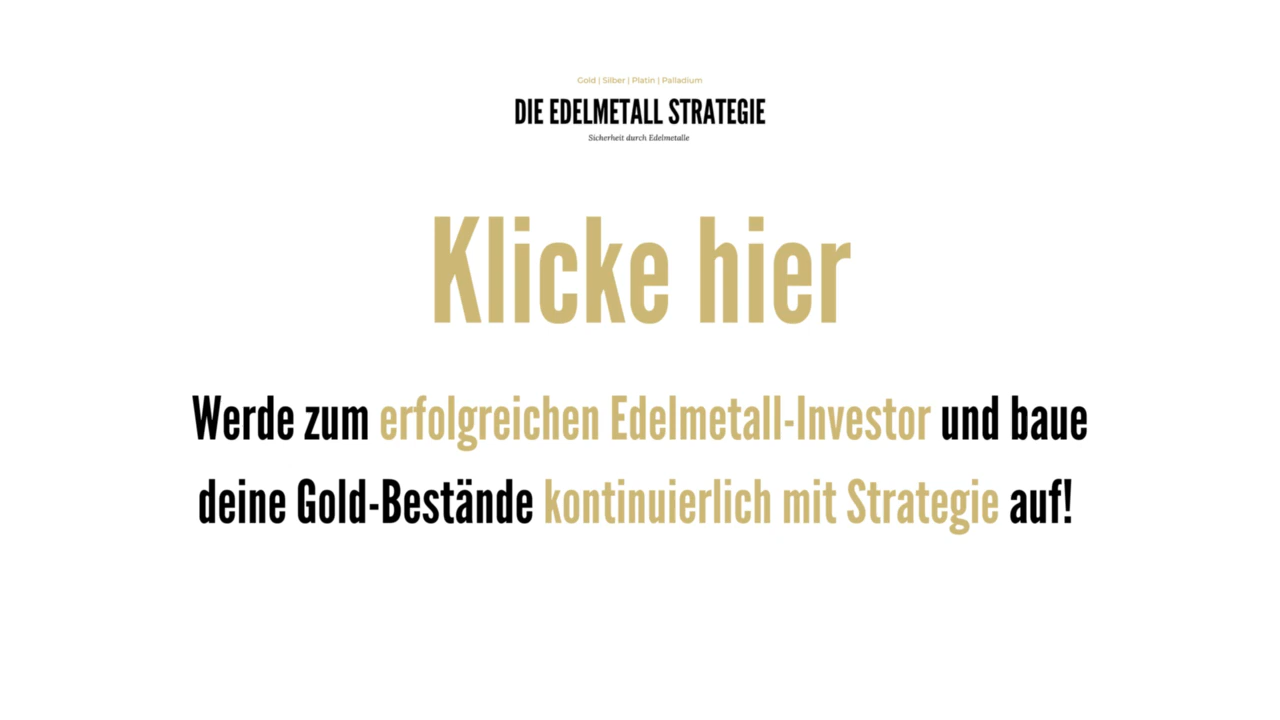 Gold | Silber | Platin | Palladium
DIE EDELMETALL STRATEGIE
Sicherheit durch Edelmetalle
Klicke hier
Werde zum erfolgreichen Edelmetall-Investor und baue
deine Gold-Bestände kontinuierlich mit Strategie auf!